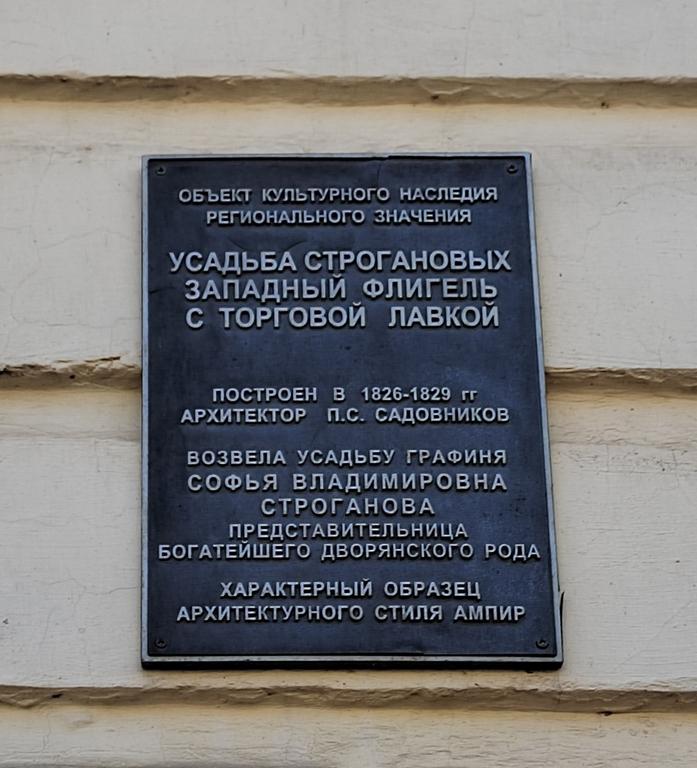 ОБЪЕКТ КУЛЬТУРНОГО НАСЛЕДИЯ
РЕГИОНАЛЬНОГО ЗНАЧЕНИЯ
УСАДЬБА СТРОГАНОВЫХ
ЗАПАДНЫЙ ФЛИГЕЛЬ
С ТОРГОВОЙ ЛАВКОЙ
ПОСТРОЕН В 1826-1829 гг
АРХИТЕКТОР П.С. САДОВНИКОВ
ВОЗВЕЛА УСАДЬБУ ГРАФИНЯ
СОФЬЯ ВЛАДИМИРОВНА
СТРОГАНОВА
ПРЕДСТАВИТЕЛЬНИЦА
БОГАТЕЙШЕГО ДВОРЯНСКОГО РОДА
ХАРАКТЕРНЫЙ ОБРАЗЕЦ
АРХИТЕКТУРНОГО СТИЛЯ АМПИР